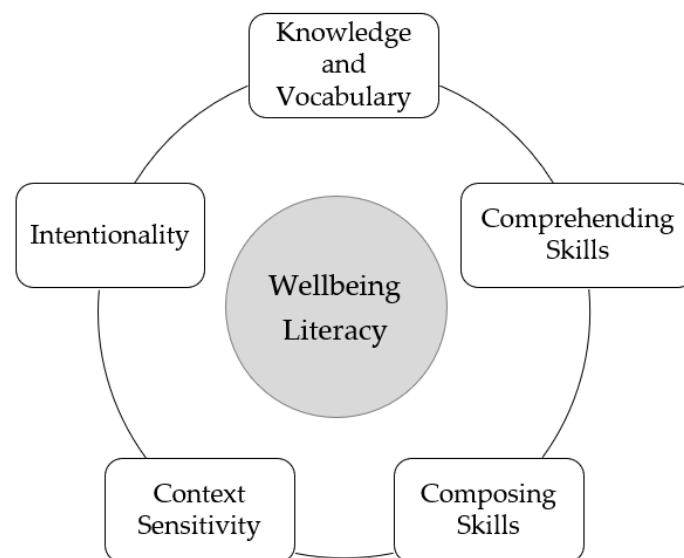 Knowledge
and
Vocabulary
Intentionality
Comprehending
Skills
Wellbeing
Literacy
Context
Sensitivity
Composing
Skills